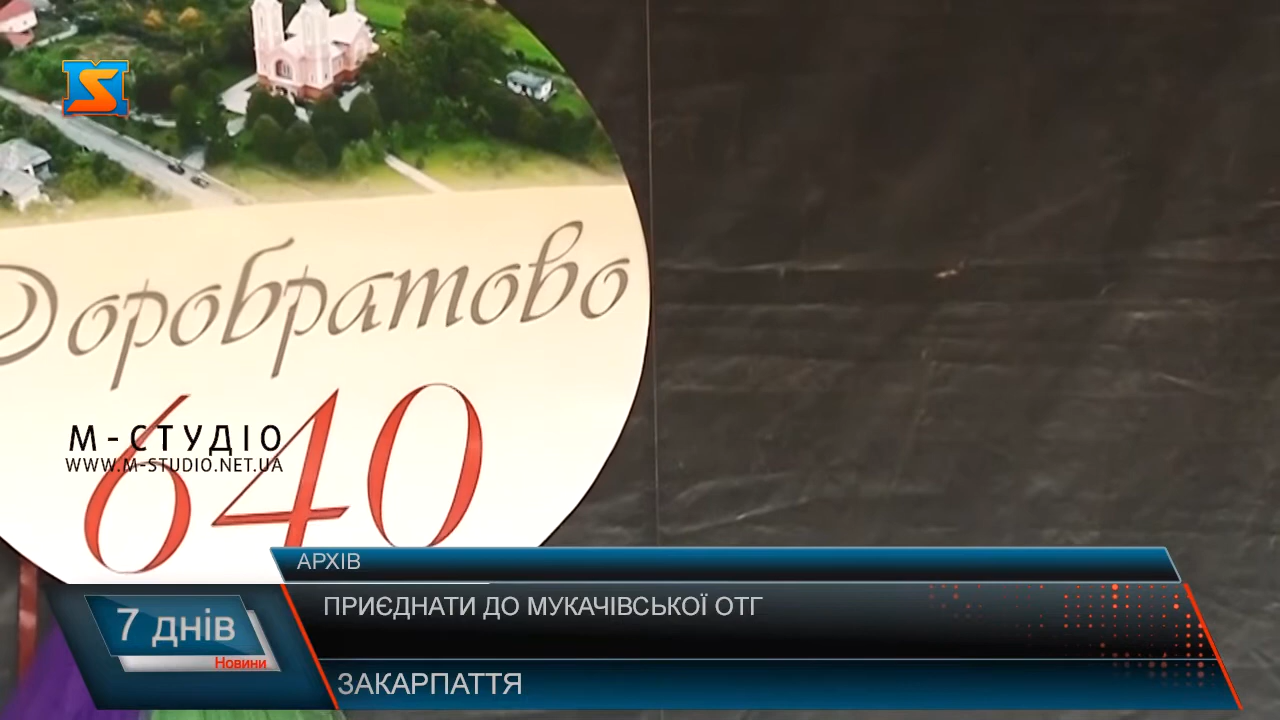 Доробратово
640
М-СТУДІО
WWW.M-STUDIO.NET.UA
АРХІВ
ПРИЄДНАТИ ДО МУКАЧІВСЬКОЇ ОТГ
7 днів
Новини
ЗАКАРПАТТЯ